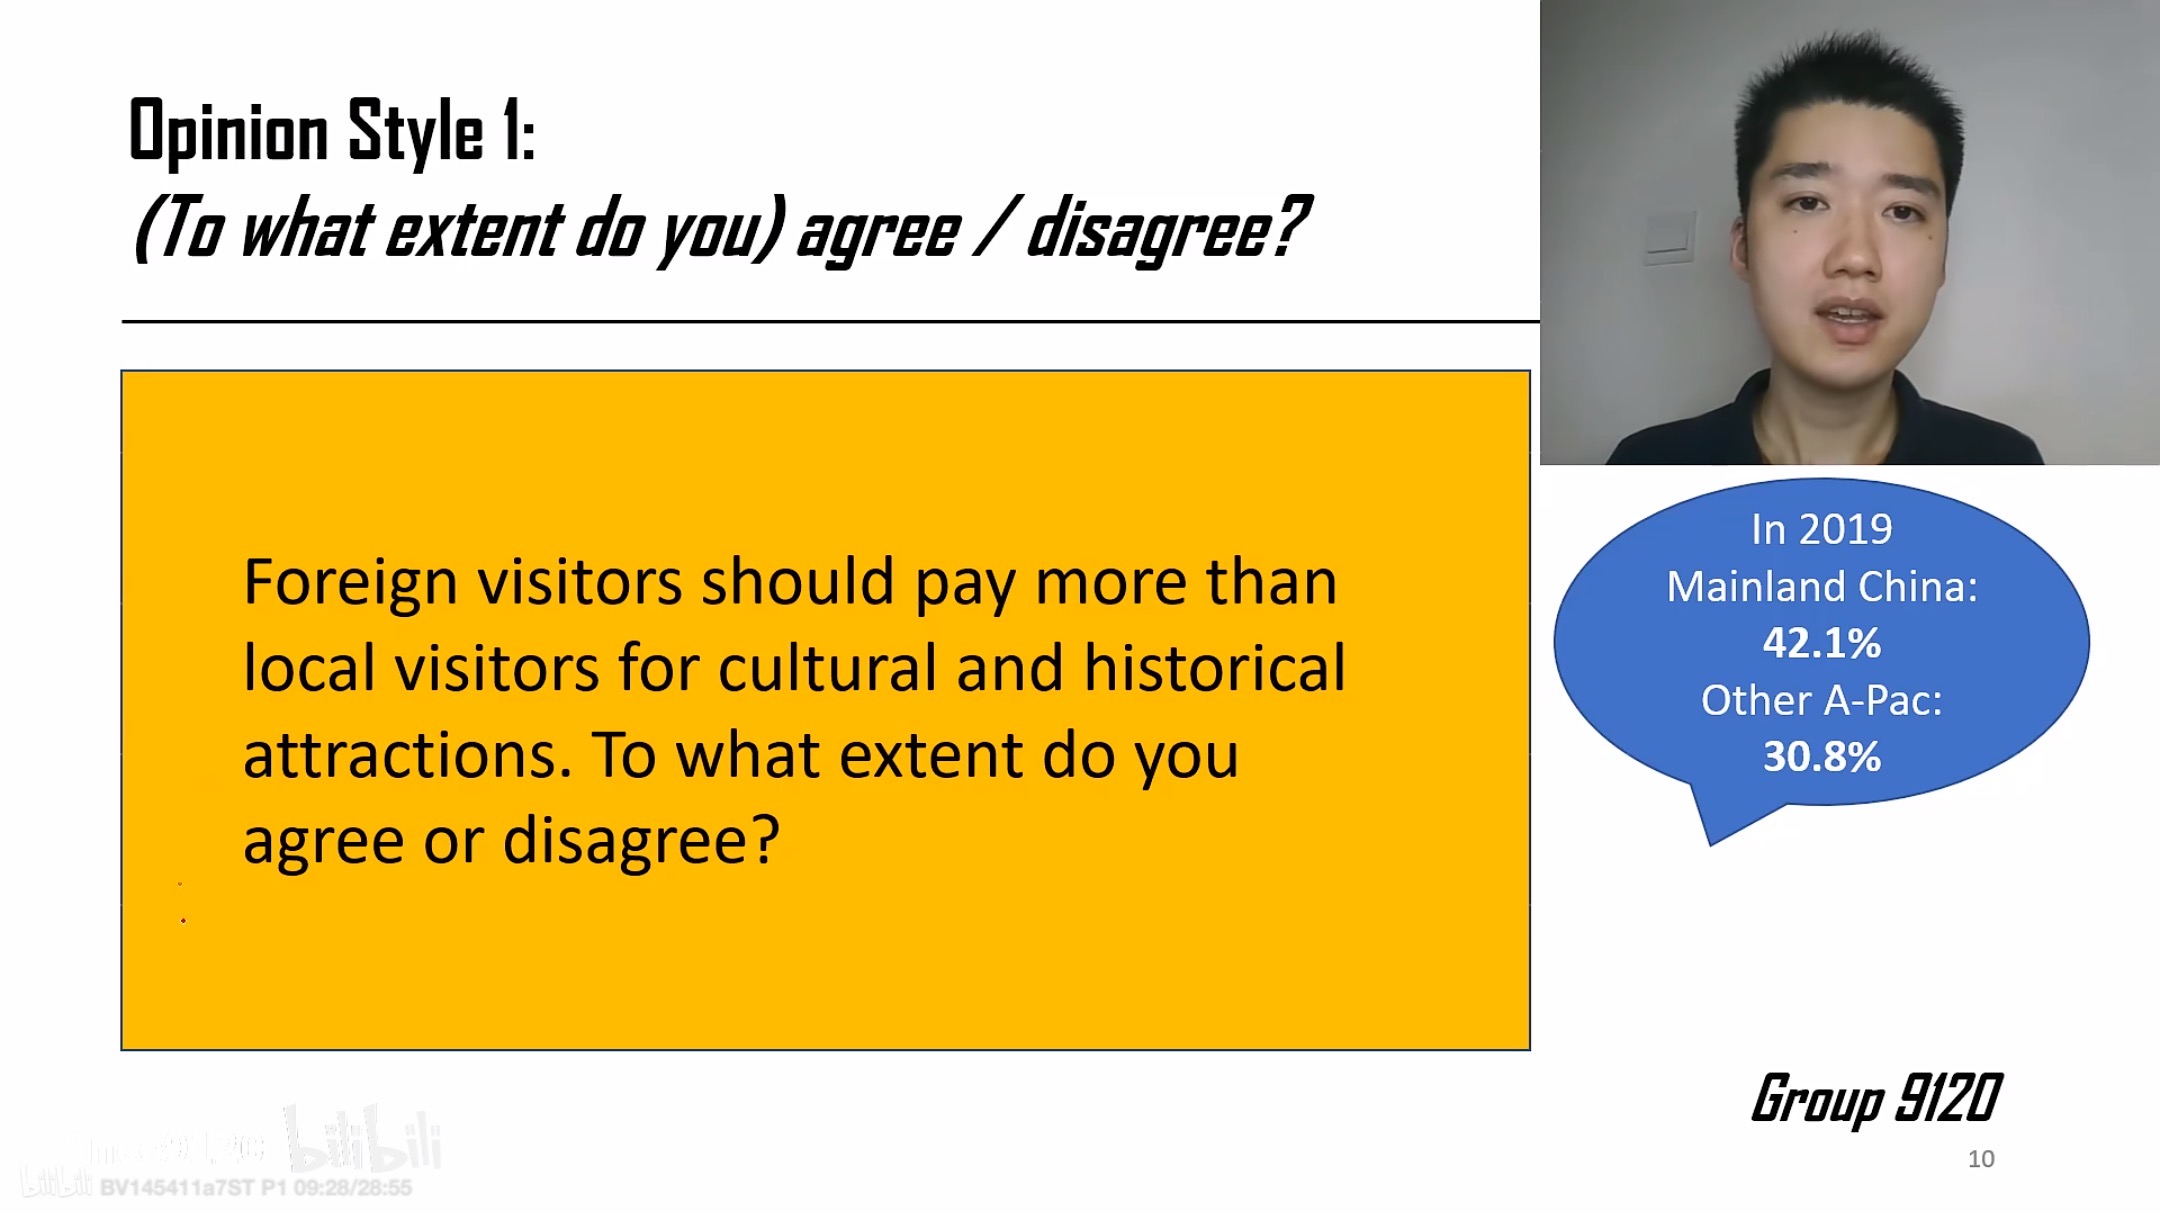 Opinion Style 1:
(To what extent do you) agree / disagree?
Foreign visitors should pay more than
local visitors for cultural and historical
attractions. To what extent do you
agree or disagree?
In 2019
Mainland China:
42.1%
Other A-Pac:
30.8%
Group 9120
10
bilibili
bilibili BV145411a7ST P1 09:28/28:55